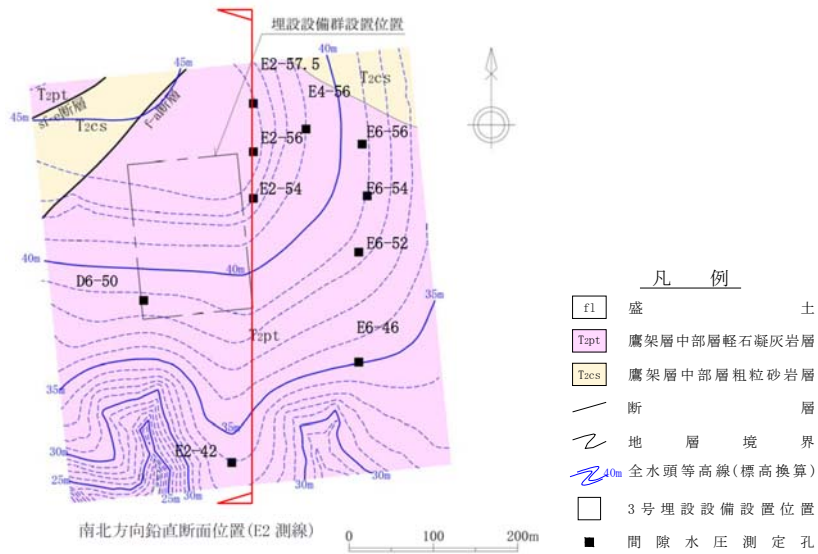 埋設設備群設置位置
45m
40m
E2-57.5
T2cs
T2pt
E4-56
sf-e断層
f-a断層
45m
T2cs
E2-56
E6-56
E2-54
E6-54
E6-52
40m
40m
D6-50
35m
E6-46
T2pt
35m
35m
E2-42
30m
25m
25m
30m
30m
30m
南北方向鉛直断面位置(E2 測線)
0 100 200m
凡 例
fl 盛 土
T2pt 鷹架層中部層軽石凝灰岩層
T2cs 鷹架層中部層粗粒砂岩層
断 層
地 層 境 界
40m 全水頭等高線(標高換算)
3 号 埋 設 設 備 設 置 位 置
間 隙 水 圧 測 定 孔